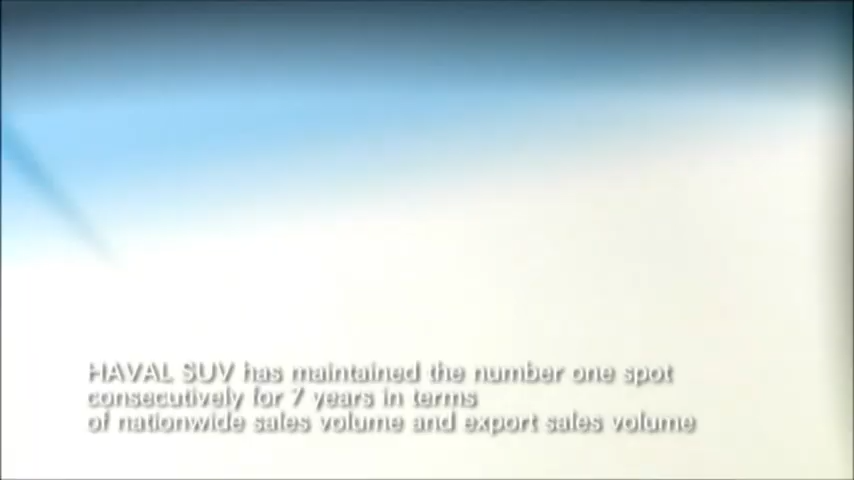 HAVAL SUV has maintained the number one spot
consecutively for 7 years in terms
of nationwide sales volume and export sales volume